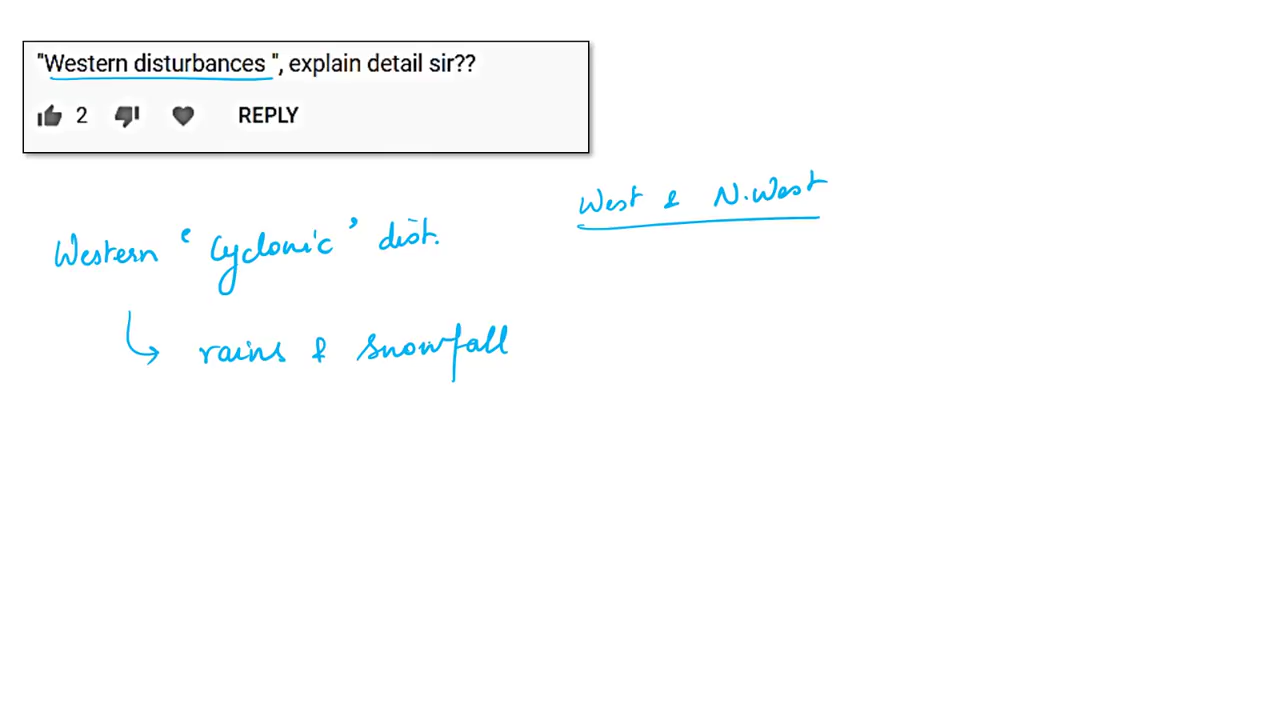 "Western disturbances ", explain detail sir??
2 REPLY
West & N.West
Western ‘Cyclonic’ dist.
rains & snowfall